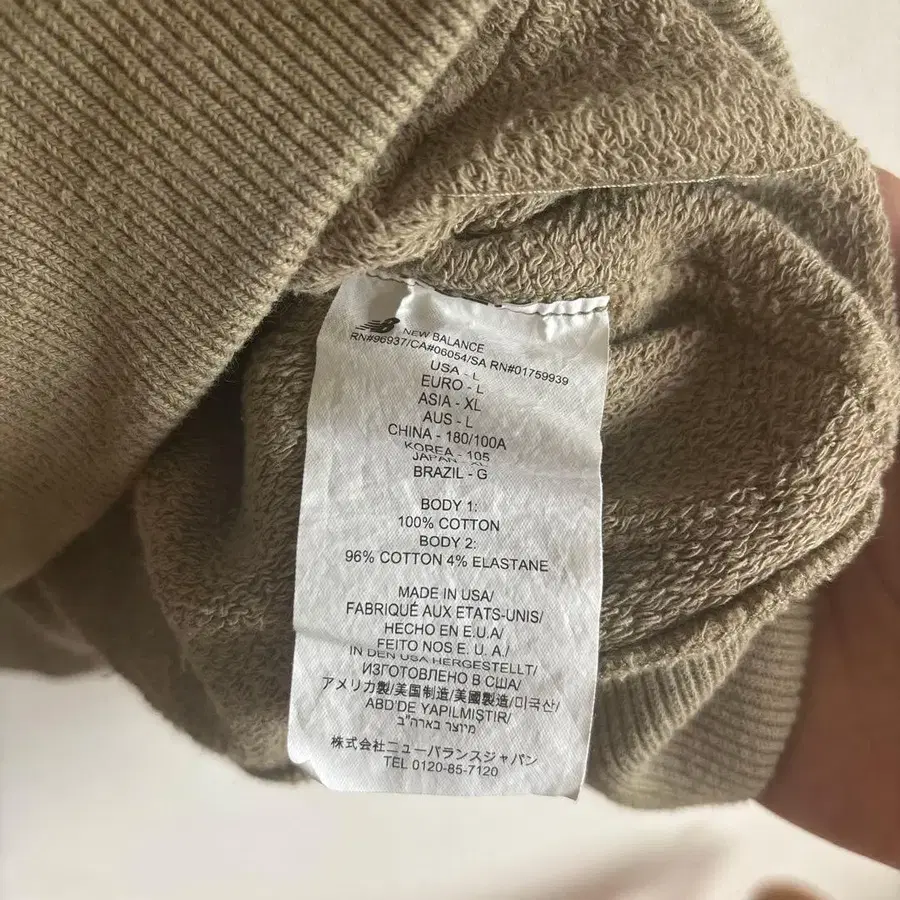 NEW BALANCE
RN#96937/CA#06054/SA RN#01759939
USA - L
EURO - L
ASIA - XL
AUS - L
CHINA - 180/100A
KOREA - 105
JAPAN
BRAZIL - G
BODY 1:
100% COTTON
BODY 2:
96% COTTON 4% ELASTANE
MADE IN USA/
FABRIQUÉ AUX ETATS-UNIS/
HECHO EN E.U.A/
FEITO NOS E. U. A./
IN DEN USA HERGESTELLT/
ИЗГОТОВЛЕНО В США/
アメリカ製/美国制造/美國製造/미국산/
ABD'DE YAPILMISTIR/
מיוצר בארה"ב
株式会社ニューバランスジャパン
TEL 0120-85-7120